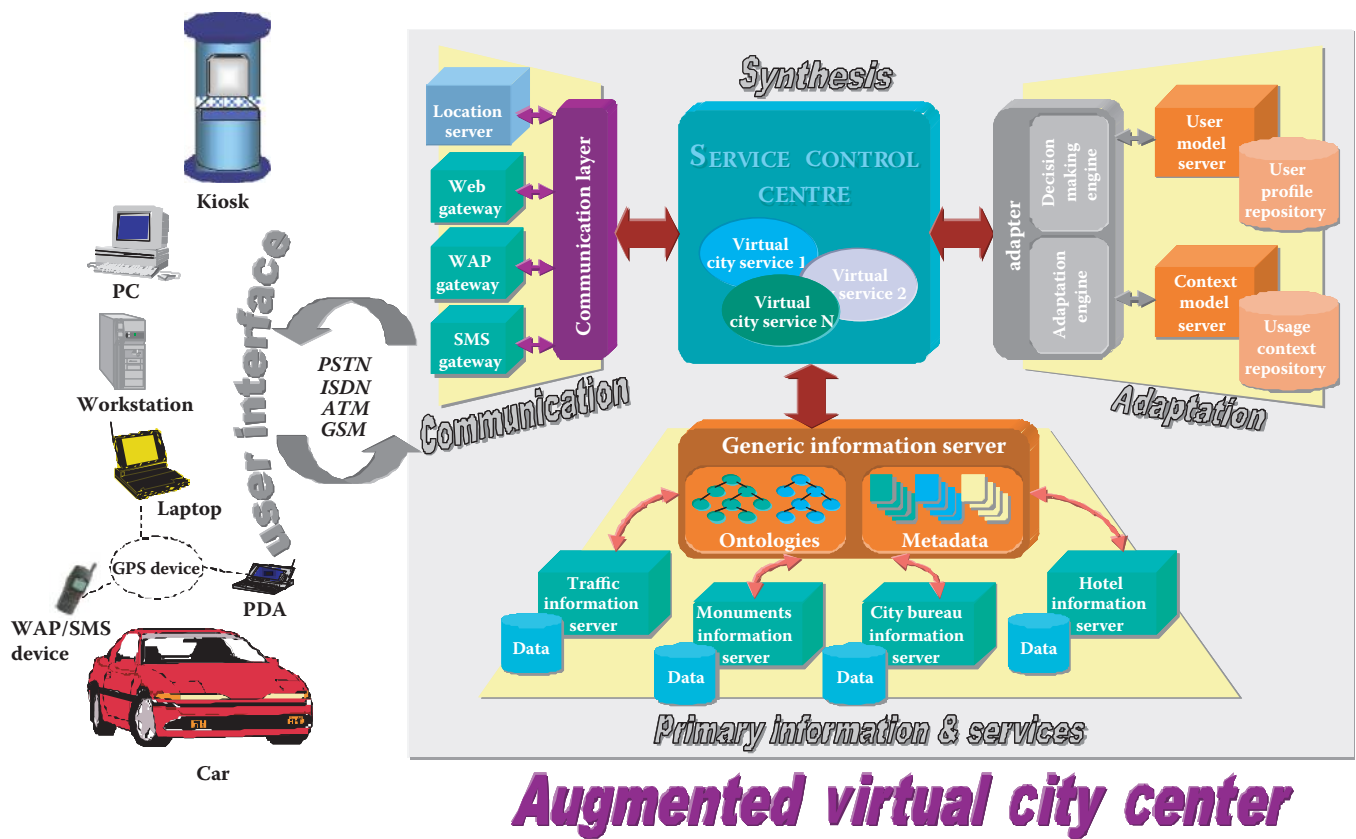 Kiosk
PC
Workstation
Laptop
GPS device
PDA
WAP/SMS
device
Car
user interface
PSTN
ISDN
ATM
GSM
Communication
Location
server
Web
gateway
WAP
gateway
SMS
gateway
Communication layer
Synthesis
SERVICE CONTROL
CENTRE
Virtual
city service 1
Virtual
city service 2
Virtual
city service N
adapter
Decision
making
engine
Adaptation
engine
User
model
server
User
profile
repository
Context
model
server
Usage
context
repository
Adaptation
Generic information server
Ontologies
Metadata
Traffic
information
server
Data
Monuments
information
server
Data
City bureau
information
server
Data
Hotel
information
server
Data
Primary information & services
Augmented virtual city center